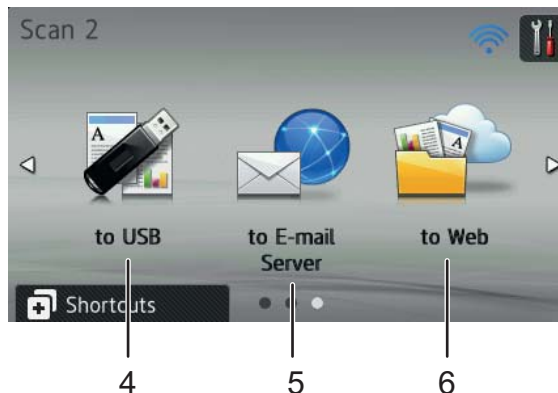 Scan 2
A
A
to USB
to E-mail
Server
to Web
Shortcuts
4
5
6